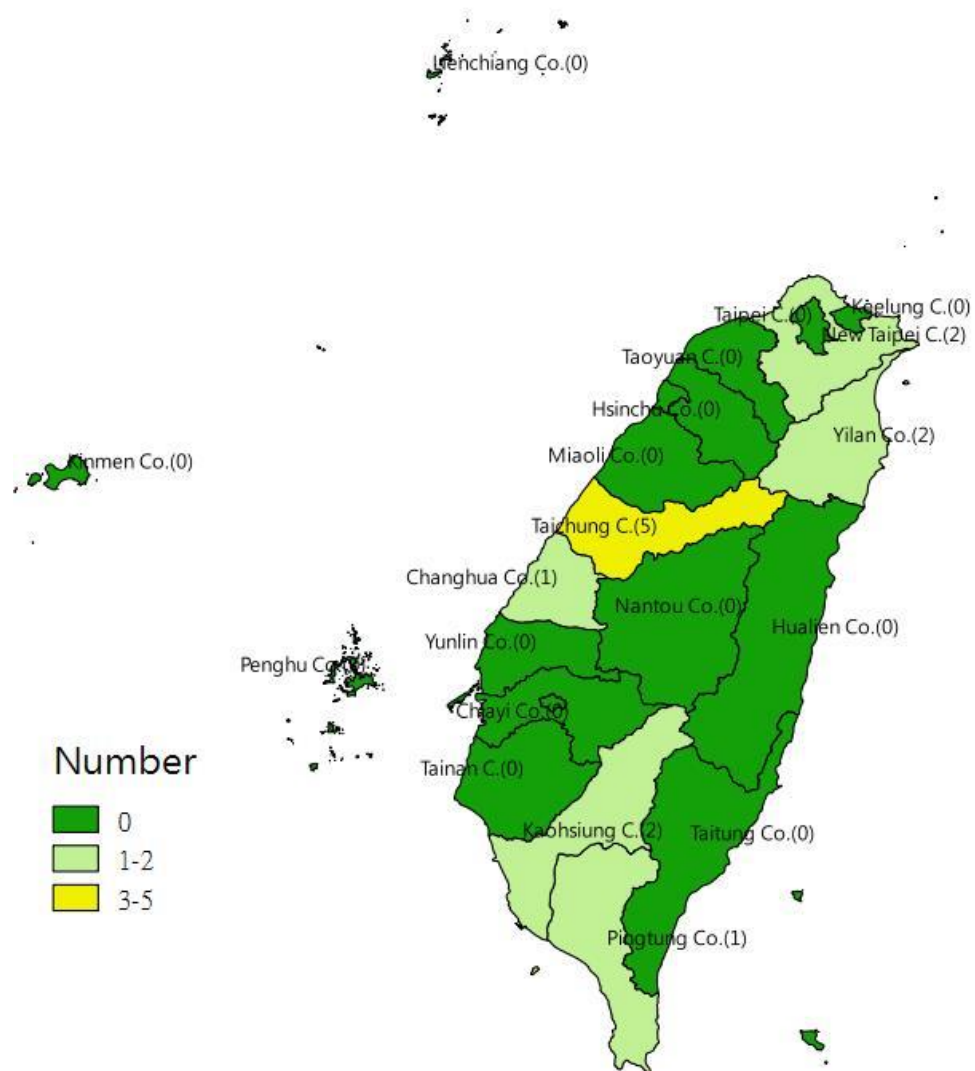 Lienchiang Co.(0)
Keelung C.(0)
Taipei C.(0)
New Taipei C.(2)
Taoyuan C.(0)
Hsinchu Co.(0)
Yilan Co.(2)
Miaoli Co.(0)
Kinmen Co.(0)
Taichung C.(5)
Changhua Co.(1)
Nantou Co.(0)
Hualien Co.(0)
Yunlin Co.(0)
Penghu Co.
Chiayi Co.(0)
Tainan C.(0)
Kaohsiung C.(2)
Taitung Co.(0)
Pingtung Co.(1)
Number
0
1-2
3-5